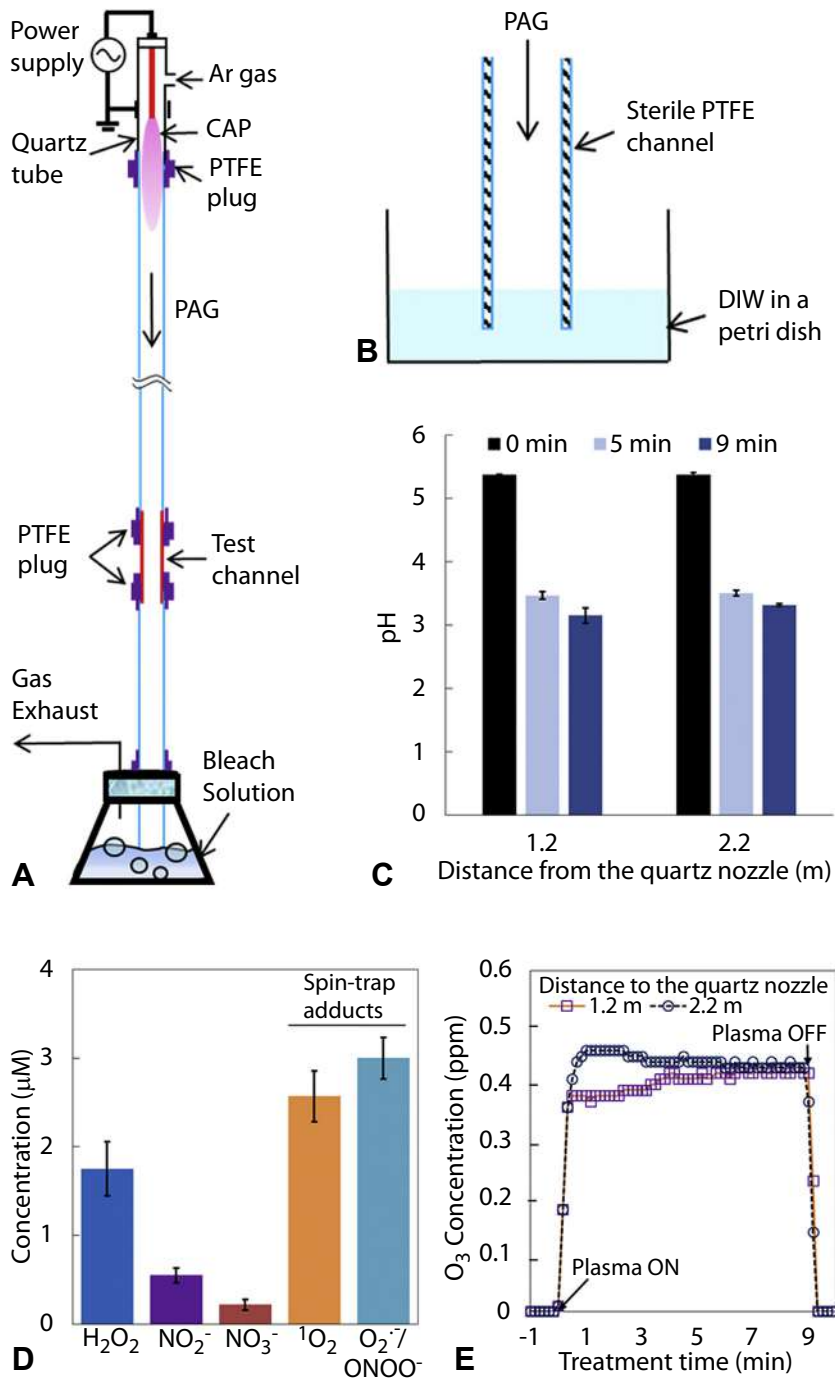 Power
supply
Ar gas
CAP
Quartz
tube
PTFE
plug
PAG
PTFE
plug
Test
channel
Gas
Exhaust
Bleach
Solution
A
PAG
Sterile PTFE
channel
DIW in a
petri dish
B
6
5
4
3
2
1
0
pH
0 min 5 min 9 min
1.2 2.2
Distance from the quartz nozzle (m)
C
4
3
2
1
0
Concentration (μM)
Spin-trap
adducts
H₂O₂ NO₂⁻ NO₃⁻ ¹O₂ O₂·⁻/
ONOO⁻
D
0.6
0.5
0.4
0.3
0.2
0.1
0
O₃ Concentration (ppm)
Distance to the quartz nozzle
1.2 m 2.2 m
Plasma OFF
Plasma ON
-1 1 3 5 7 9
Treatment time (min)
E